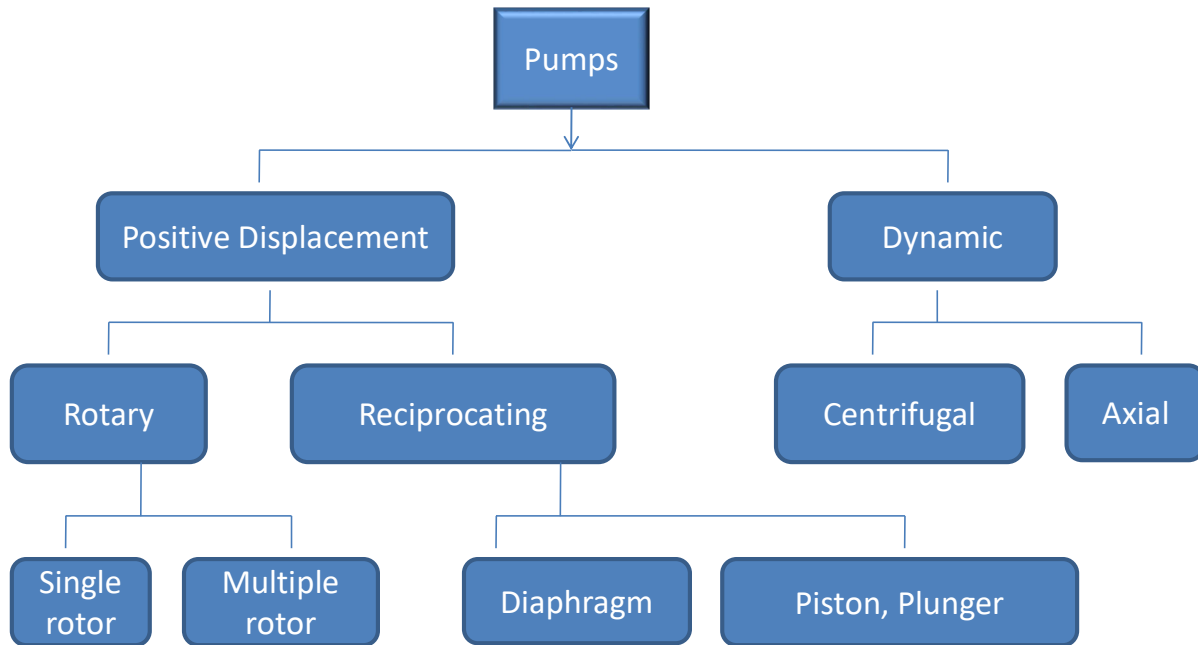 Pumps
Positive Displacement
Dynamic
Rotary
Reciprocating
Centrifugal
Axial
Single
rotor
Multiple
rotor
Diaphragm
Piston, Plunger